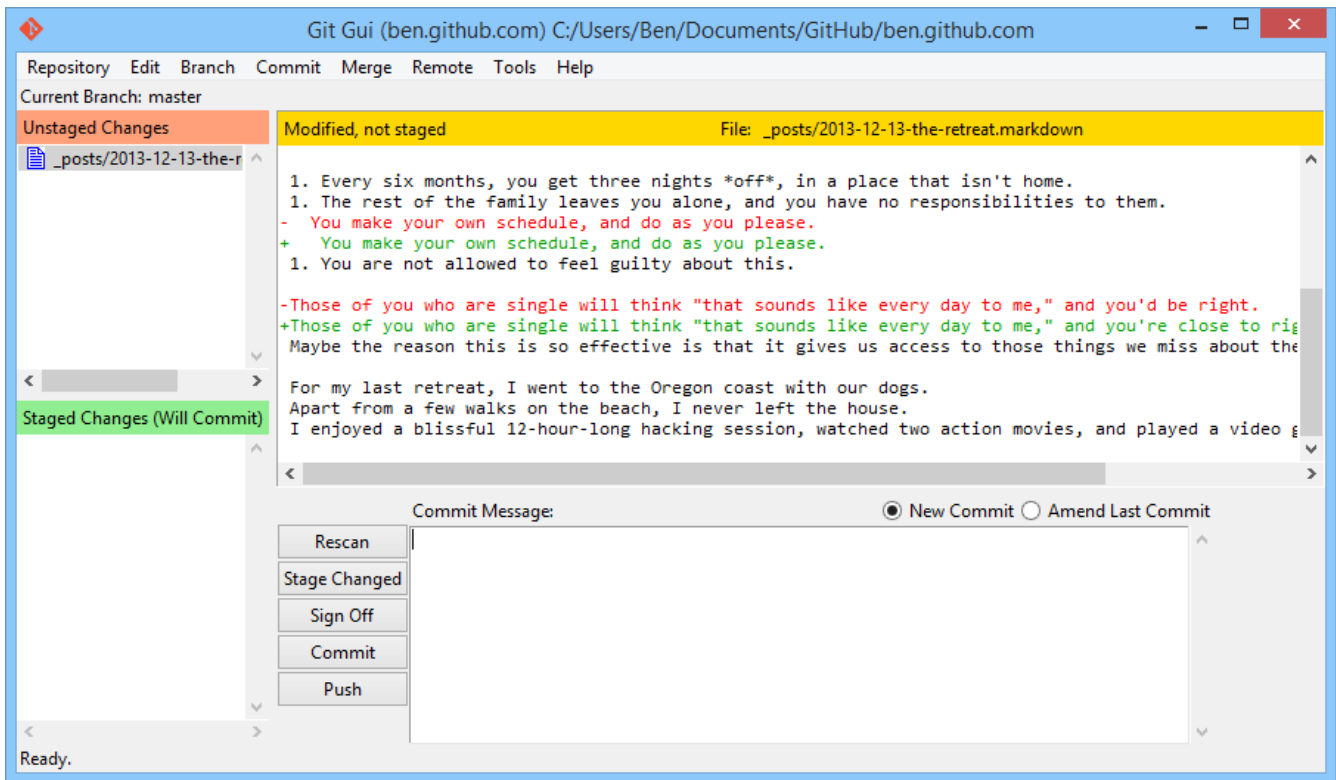 Git Gui (ben.github.com) C:/Users/Ben/Documents/GitHub/ben.github.com
Repository Edit Branch Commit Merge Remote Tools Help
Current Branch: master
Unstaged Changes
_posts/2013-12-13-the-r
Staged Changes (Will Commit)
Modified, not staged File: _posts/2013-12-13-the-retreat.markdown
1. Every six months, you get three nights *off*, in a place that isn't home.
1. The rest of the family leaves you alone, and you have no responsibilities to them.
-  You make your own schedule, and do as you please.
+   You make your own schedule, and do as you please.
1. You are not allowed to feel guilty about this.
-Those of you who are single will think "that sounds like every day to me," and you'd be right.
+Those of you who are single will think "that sounds like every day to me," and you're close to rig
Maybe the reason this is so effective is that it gives us access to those things we miss about the
For my last retreat, I went to the Oregon coast with our dogs.
Apart from a few walks on the beach, I never left the house.
I enjoyed a blissful 12-hour-long hacking session, watched two action movies, and played a video g
Commit Message: New Commit Amend Last Commit
Rescan
Stage Changed
Sign Off
Commit
Push
Ready.